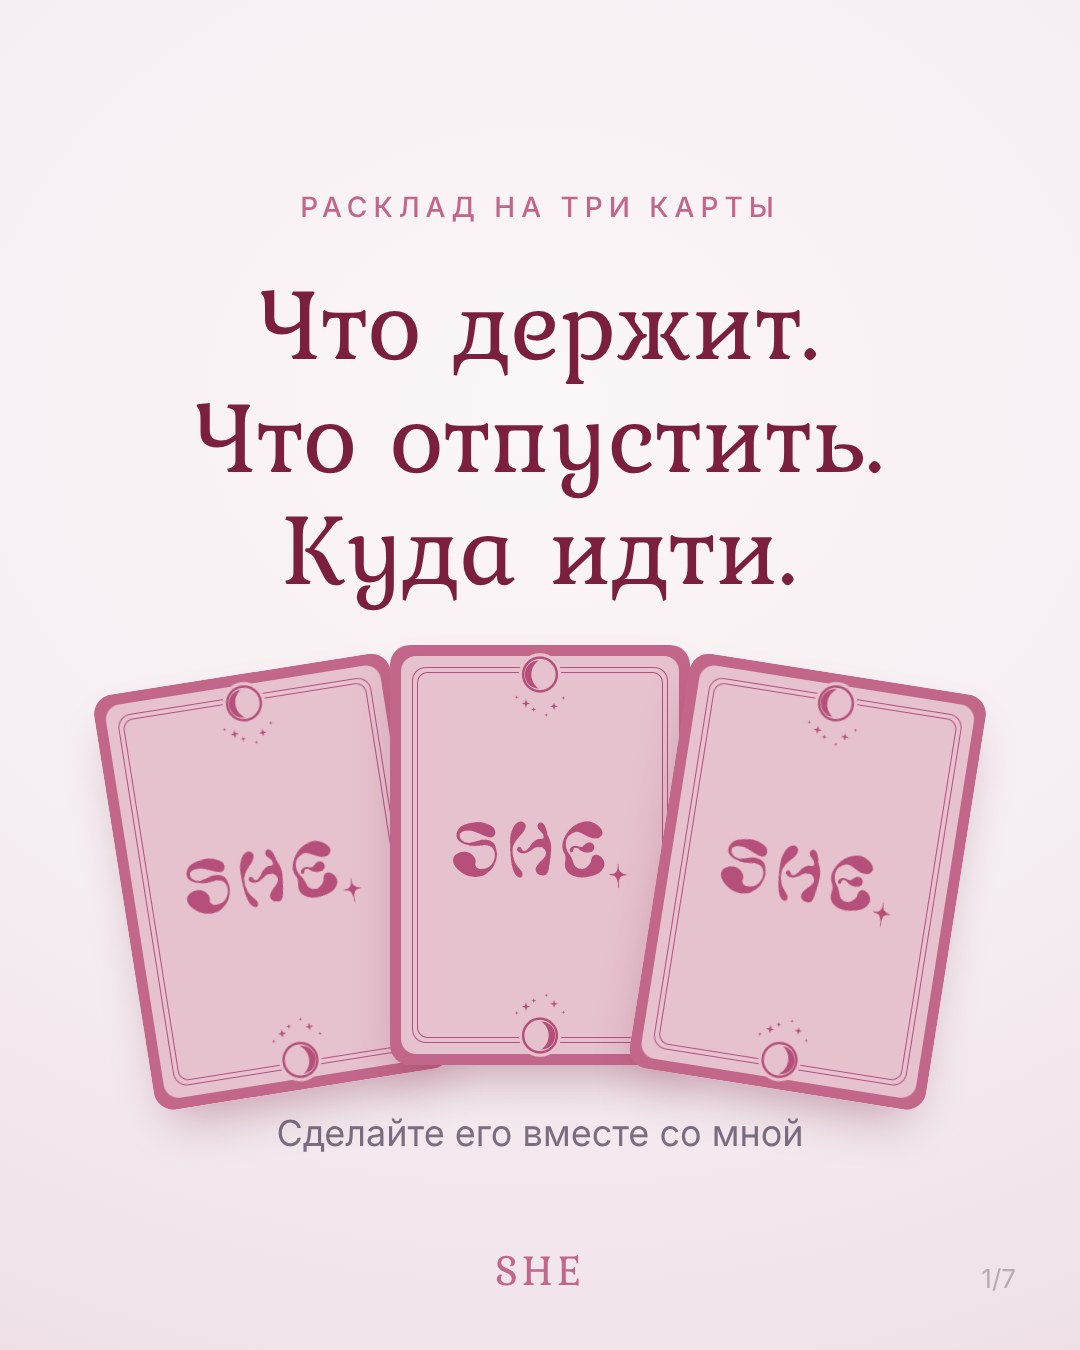 РАСКЛАД НА ТРИ КАРТЫ
Что держит.
Что отпустить.
Куда идти.
SHE
SHE
SHE
Сделайте его вместе со мной
SHE
1/7